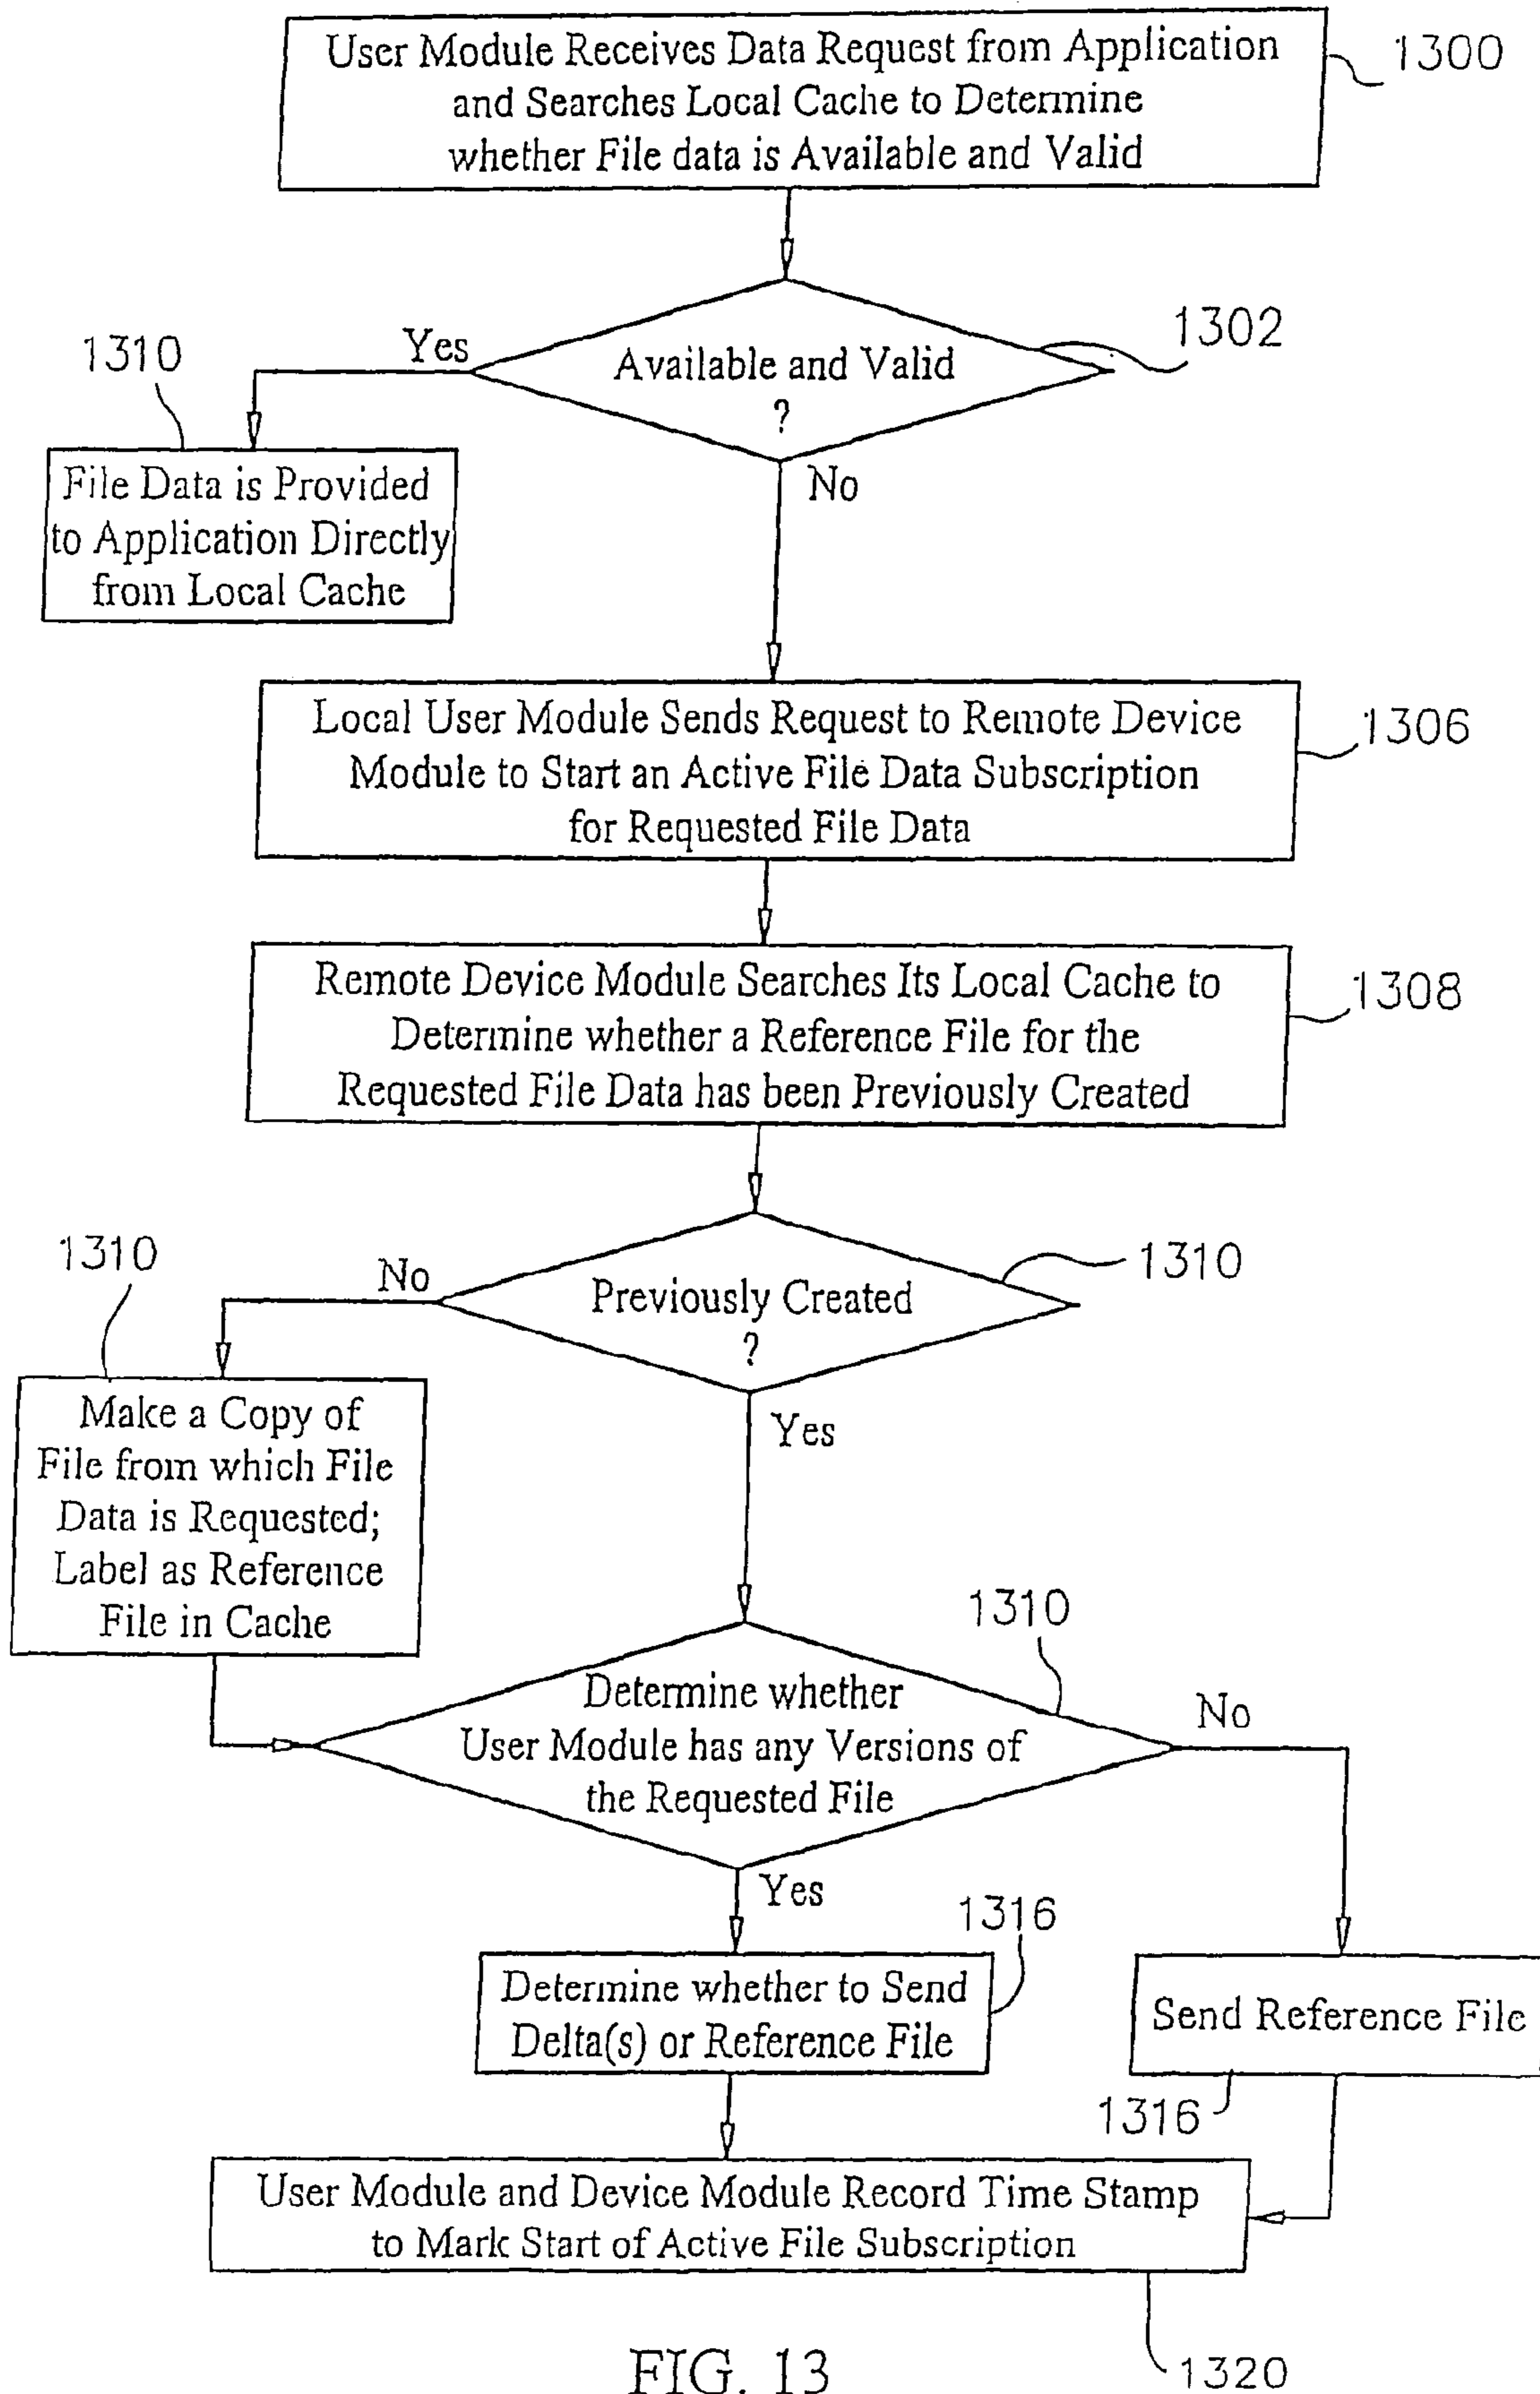 User Module Receives Data Request from Application
and Searches Local Cache to Determine
whether File data is Available and Valid
1300
1302
1310
Yes
Available and Valid
?
No
File Data is Provided
to Application Directly
from Local Cache
Local User Module Sends Request to Remote Device
Module to Start an Active File Data Subscription
for Requested File Data
1306
Remote Device Module Searches Its Local Cache to
Determine whether a Reference File for the
Requested File Data has been Previously Created
1308
1310
No
Previously Created
?
1310
Yes
Make a Copy of
File from which File
Data is Requested;
Label as Reference
File in Cache
1310
Determine whether
User Module has any Versions of
the Requested File
No
Yes
1316
Determine whether to Send
Delta(s) or Reference File
Send Reference File
1316
User Module and Device Module Record Time Stamp
to Mark Start of Active File Subscription
1320
FIG. 13